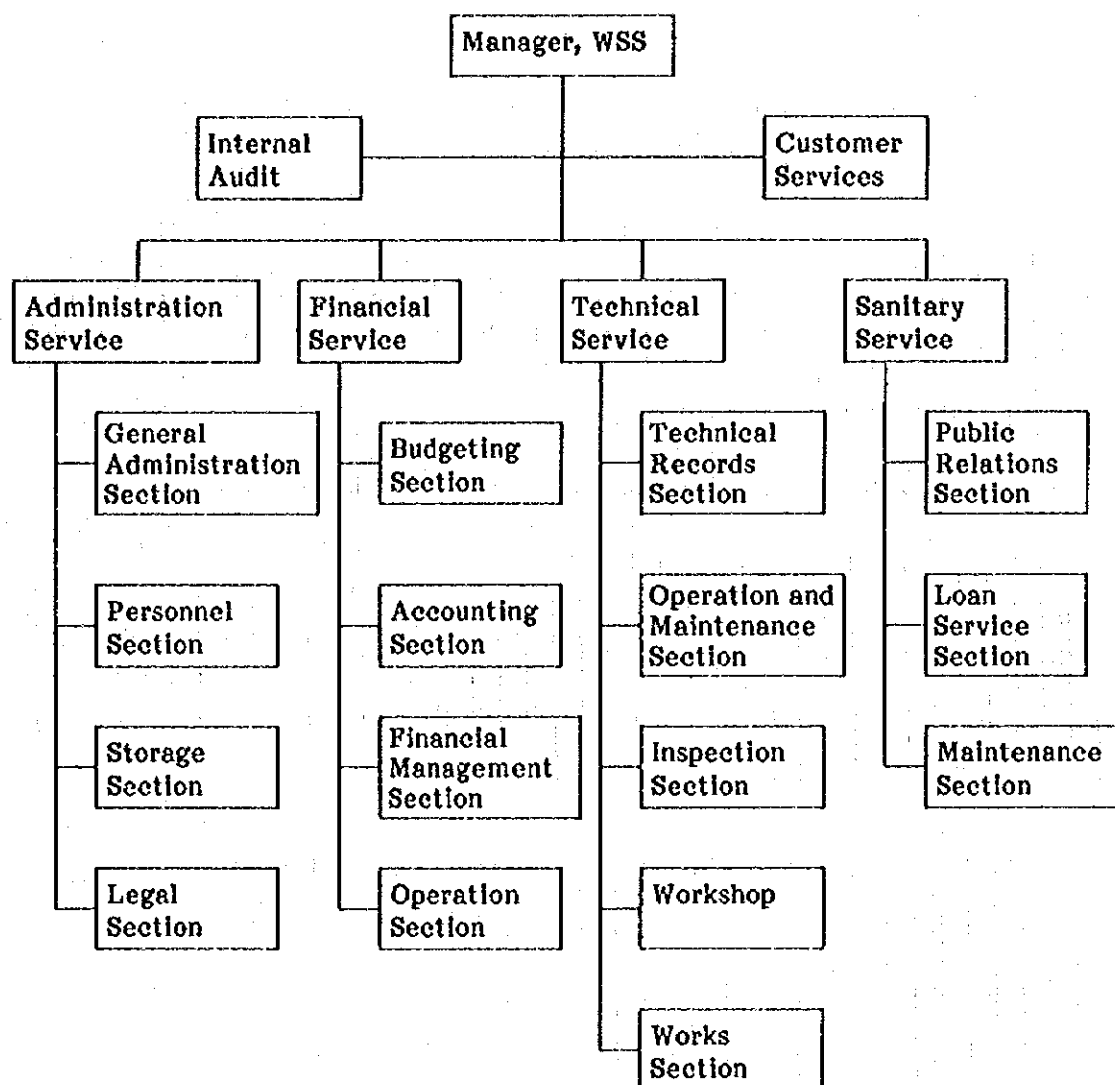 Manager, WSS
Internal
Audit
Customer
Services
Administration
Service
Financial
Service
Technical
Service
Sanitary
Service
General
Administration
Section
Budgeting
Section
Technical
Records
Section
Public
Relations
Section
Personnel
Section
Accounting
Section
Operation and
Maintenance
Section
Loan
Service
Section
Storage
Section
Financial
Management
Section
Inspection
Section
Maintenance
Section
Legal
Section
Operation
Section
Workshop
Works
Section